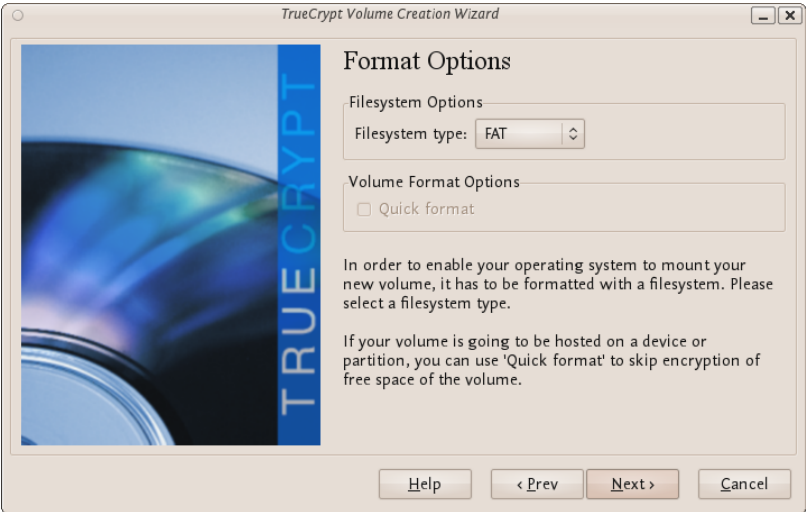 TrueCrypt Volume Creation Wizard
TRUECRYPT
Format Options
Filesystem Options
Filesystem type: FAT
Volume Format Options
Quick format
In order to enable your operating system to mount your
new volume, it has to be formatted with a filesystem. Please
select a filesystem type.
If your volume is going to be hosted on a device or
partition, you can use 'Quick format' to skip encryption of
free space of the volume.
Help < Prev Next > Cancel